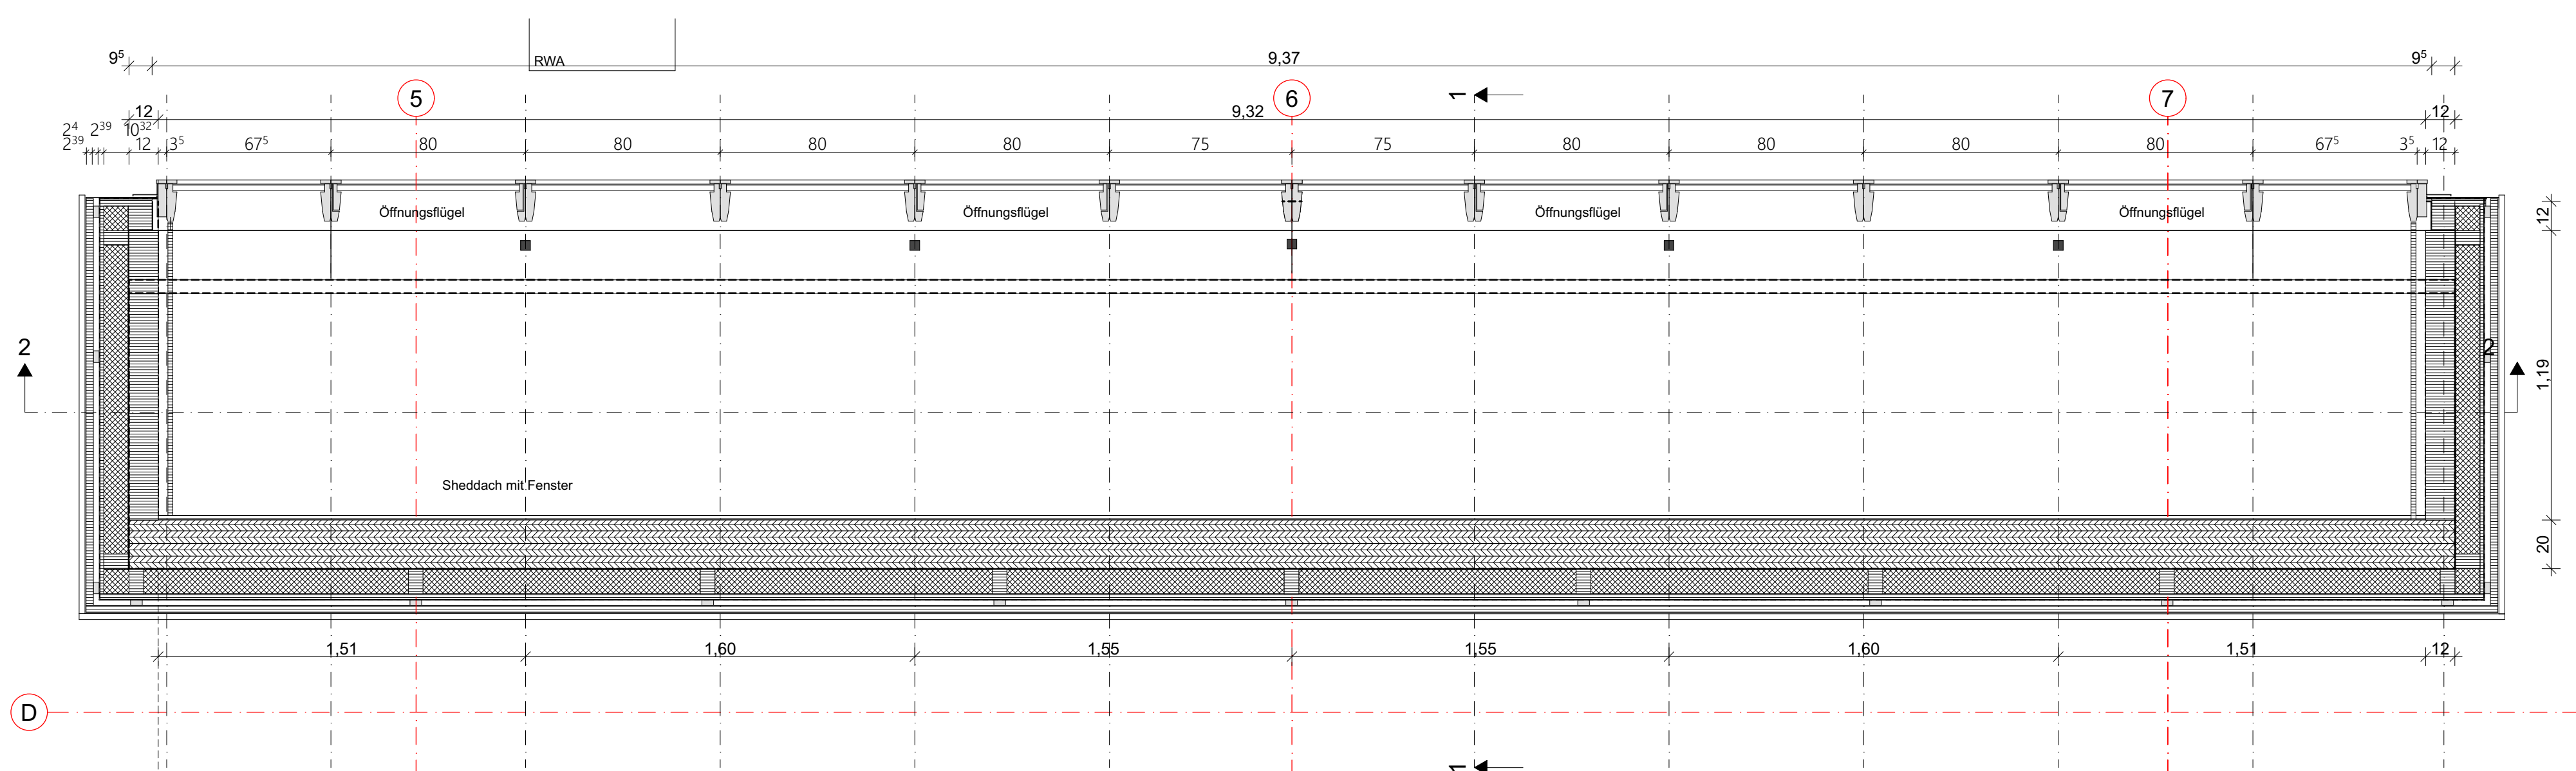 RWA
9⁵ 9,37 9⁵
5 6 1 7
12 9,32 12
2⁴ 2³⁹ 10³²
2³⁹ 12 3⁵ 67⁵ 80 80 80 80 75 75 80 80 80 80 67⁵ 3⁵ 12
Öffnungsflügel Öffnungsflügel Öffnungsflügel Öffnungsflügel
12
2 2
1,19
Sheddach mit Fenster
20
1,51 1,60 1,55 1,55 1,60 1,51 12
D
1